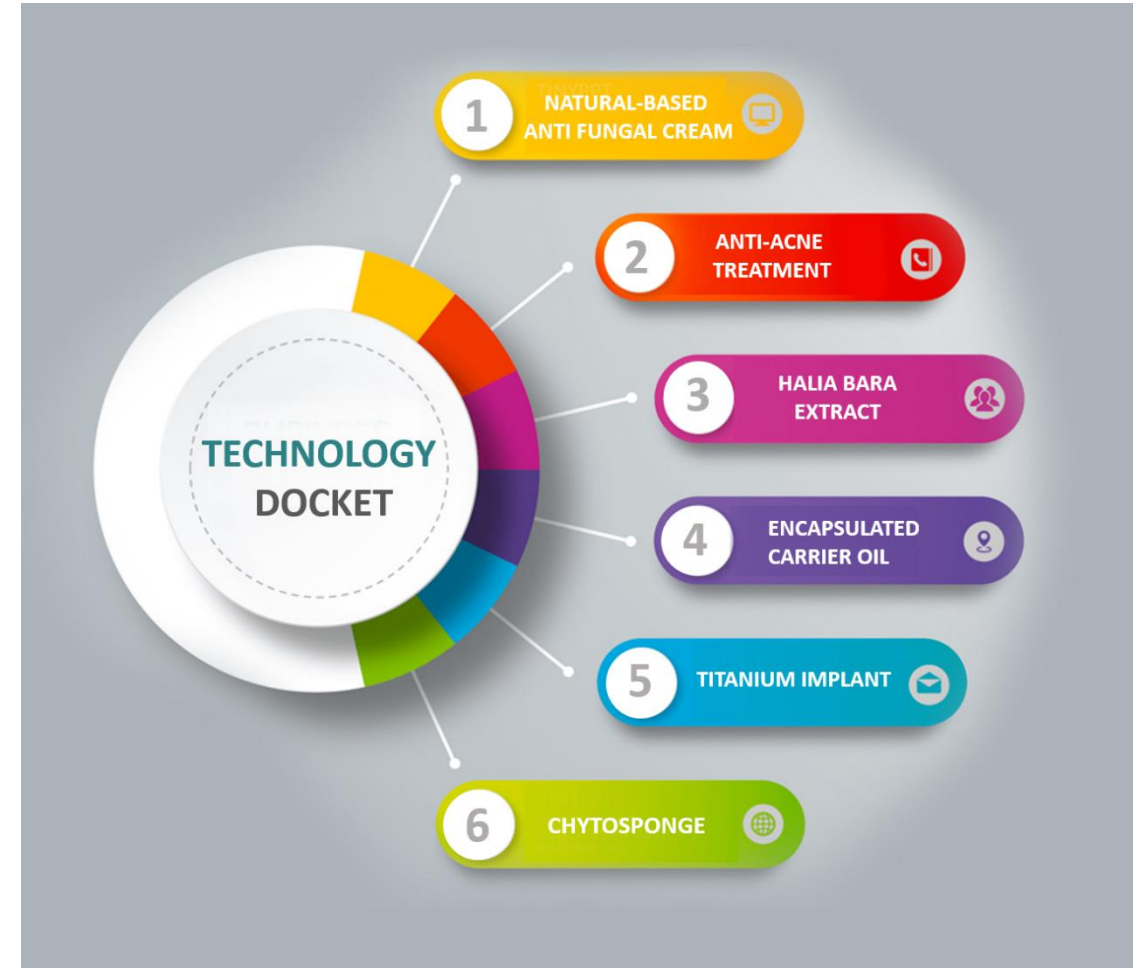 TECHNOLOGY
DOCKET
1
NATURAL-BASED
ANTI FUNGAL CREAM
2
ANTI-ACNE
TREATMENT
3
HALIA BARA
EXTRACT
4
ENCAPSULATED
CARRIER OIL
5
TITANIUM IMPLANT
6
CHYTOSPONGE